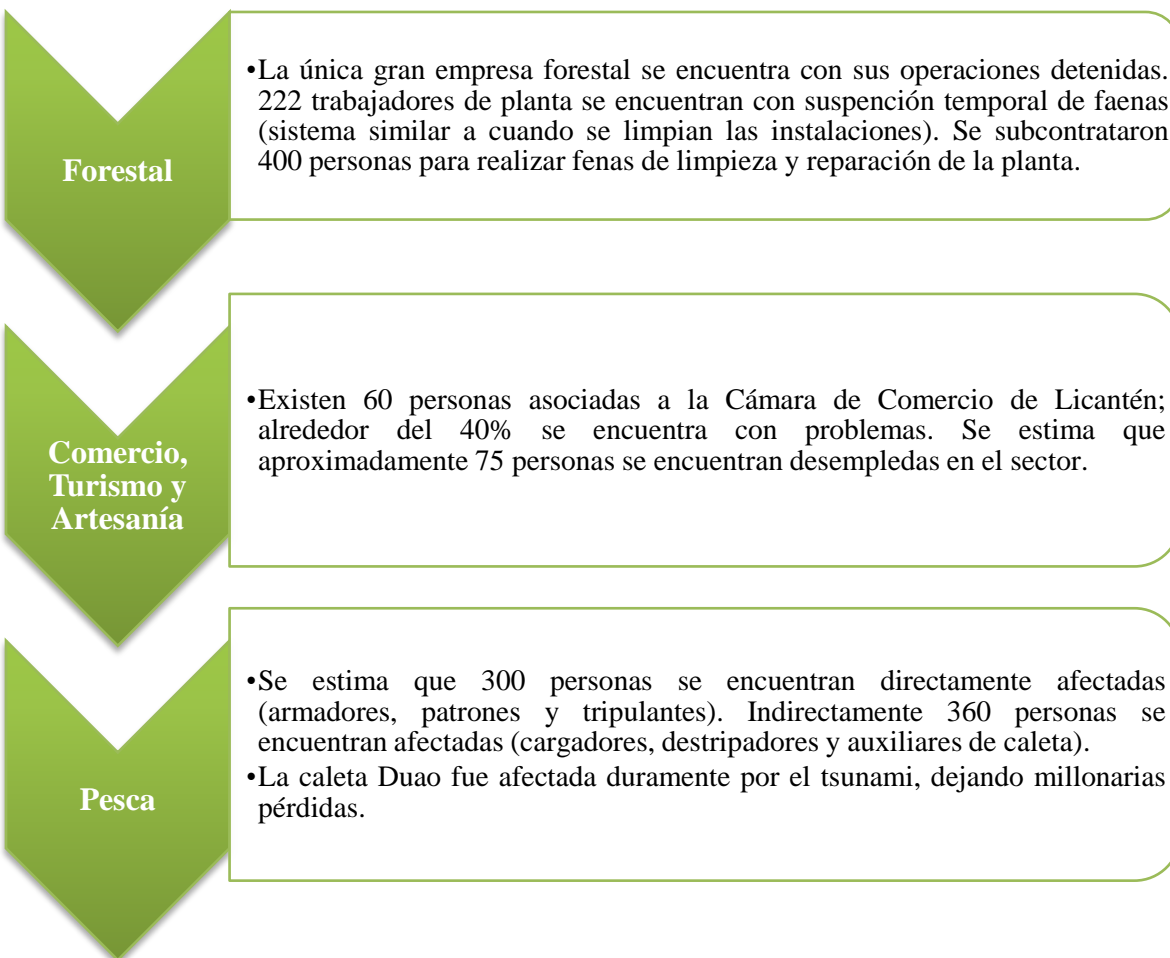 Forestal
•La única gran empresa forestal se encuentra con sus operaciones detenidas.
222 trabajadores de planta se encuentran con suspención temporal de faenas
(sistema similar a cuando se limpian las instalaciones). Se subcontrataron
400 personas para realizar fenas de limpieza y reparación de la planta.
Comercio,
Turismo y
Artesanía
•Existen 60 personas asociadas a la Cámara de Comercio de Licantén;
alrededor del 40% se encuentra con problemas. Se estima que
aproximadamente 75 personas se encuentran desempledas en el sector.
Pesca
•Se estima que 300 personas se encuentran directamente afectadas
(armadores, patrones y tripulantes). Indirectamente 360 personas se
encuentran afectadas (cargadores, destripadores y auxiliares de caleta).
•La caleta Duao fue afectada duramente por el tsunami, dejando millonarias
pérdidas.